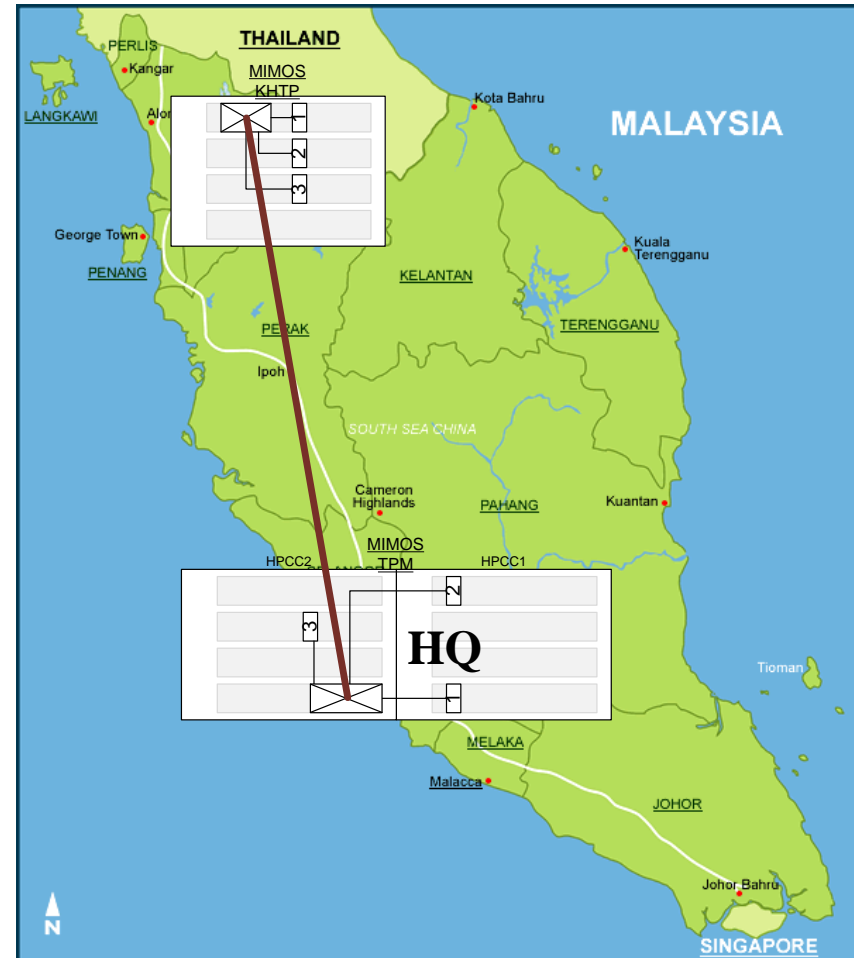 THAILAND
PERLIS
Kangar
MIMOS
KHTP
LANGKAWI
Kota Bahru
MALAYSIA
1
2
3
George Town
PENANG
Kuala
Terengganu
KELANTAN
TERENGGANU
PERAK
Ipoh
SOUTH SEA CHINA
Cameron
Highlands
PAHANG
Kuantan
MIMOS
TPM
HPCC2
HPCC1
2
3
HQ
1
Tioman
MELAKA
Malacca
JOHOR
Johor Bahru
N
SINGAPORE